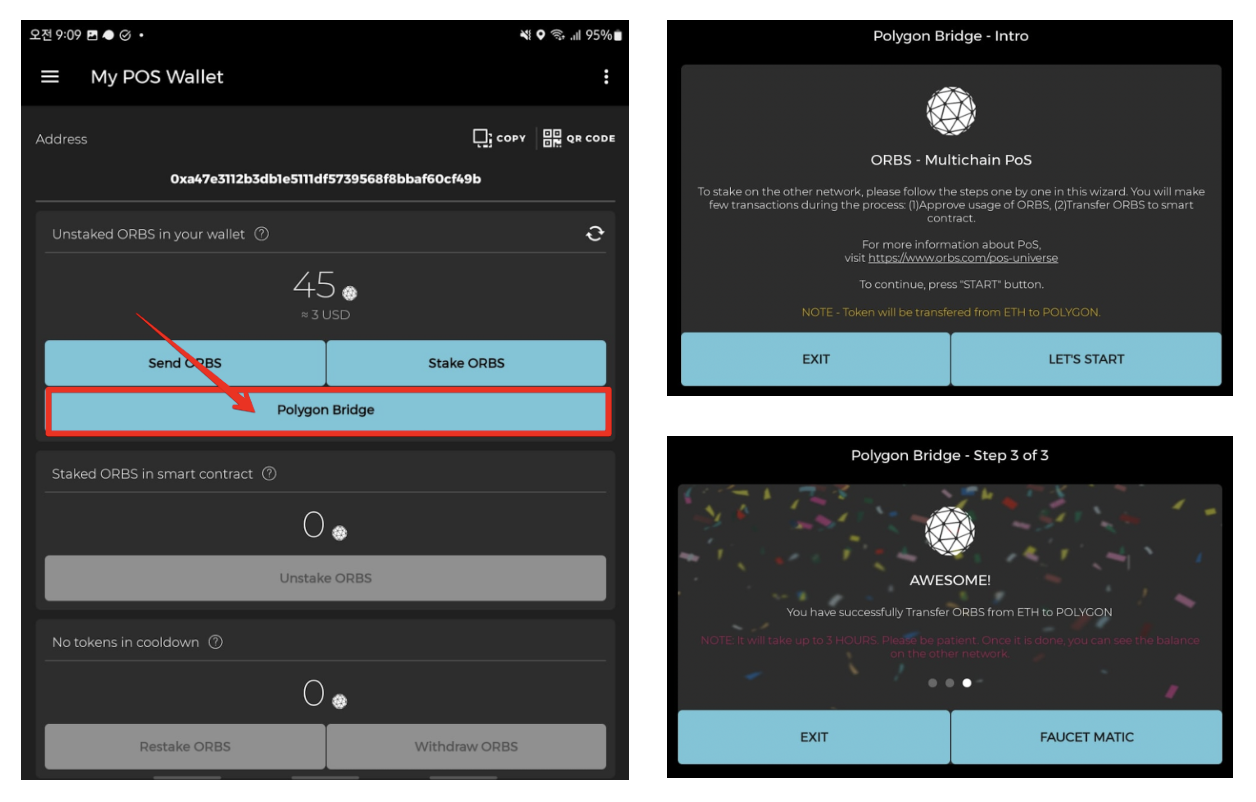 오전 9:09
95%
My POS Wallet
Address
COPY
QR CODE
0xa47e3112b3db1e5111df5739568f8bbaf60cf49b
Unstaked ORBS in your wallet
45
≈ 3 USD
Send ORBS
Stake ORBS
Polygon Bridge
Staked ORBS in smart contract
0
Unstake ORBS
No tokens in cooldown
0
Restake ORBS
Withdraw ORBS
Polygon Bridge - Intro
ORBS - Multichain PoS
To stake on the other network, please follow the steps one by one in this wizard. You will make
few transactions during the process: (1)Approve usage of ORBS, (2)Transfer ORBS to smart
contract.
For more information about PoS,
visit https://www.orbs.com/pos-universe
To continue, press "START" button.
NOTE - Token will be transfered from ETH to POLYGON.
EXIT
LET'S START
Polygon Bridge - Step 3 of 3
AWESOME!
You have successfully Transfer ORBS from ETH to POLYGON
NOTE: It will take up to 3 HOURS. Please be patient. Once it is done, you can see the balance
on the other network.
EXIT
FAUCET MATIC